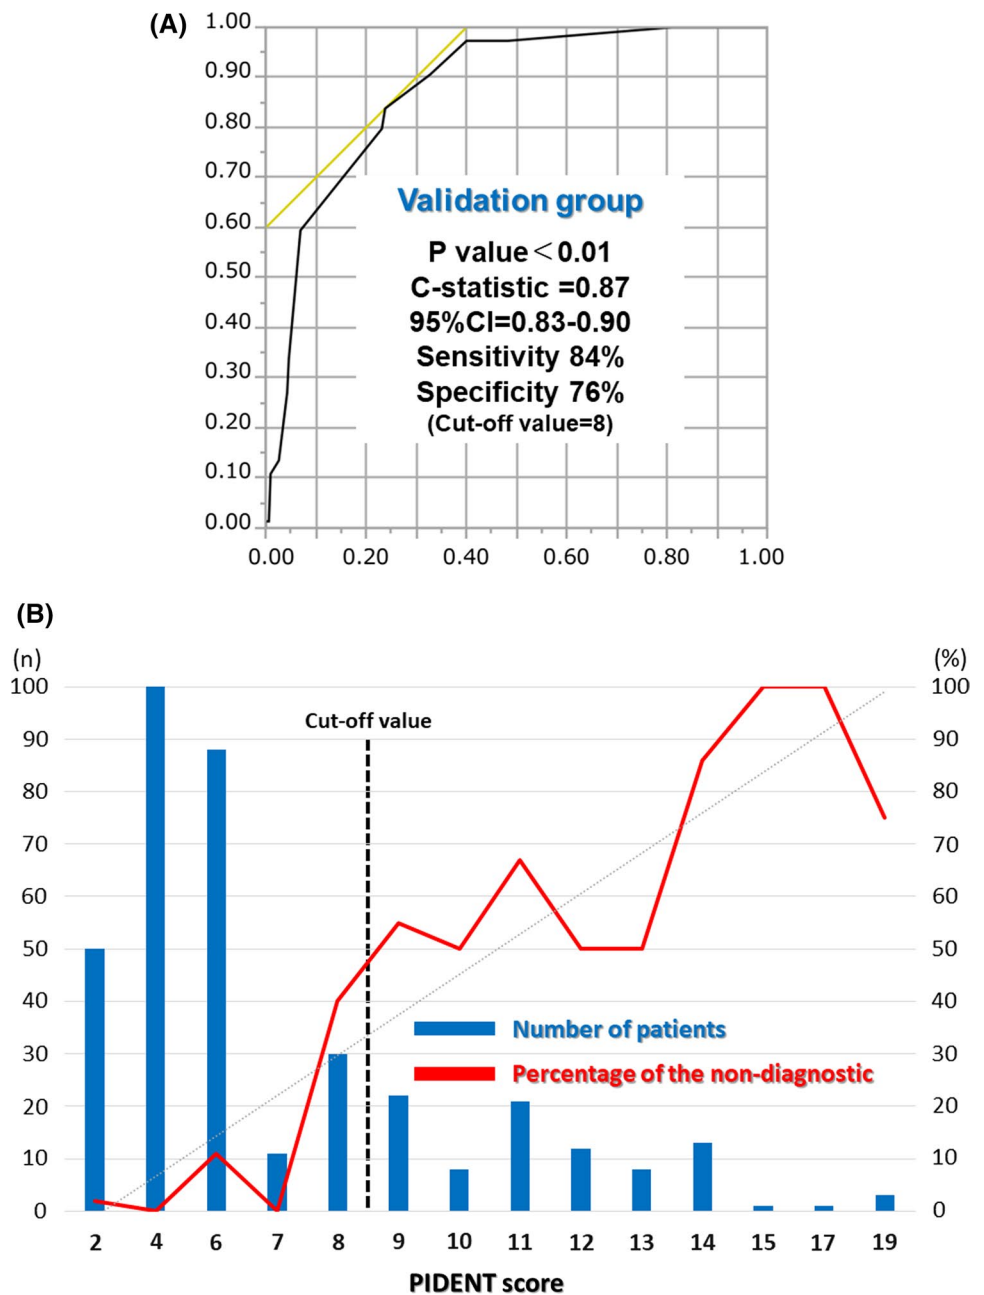 (A)
1.00
0.90
0.80
0.70
0.60
0.50
0.40
0.30
0.20
0.10
0.00
0.00 0.20 0.40 0.60 0.80 1.00
Validation group
P value<0.01
C-statistic =0.87
95%CI=0.83-0.90
Sensitivity 84%
Specificity 76%
(Cut-off value=8)
(B)
(n) (%)
100 100
90 90
80 80
70 70
60 60
50 50
40 40
30 30
20 20
10 10
0 0
Cut-off value
Number of patients
Percentage of the non-diagnostic
2 4 6 7 8 9 10 11 12 13 14 15 17 19
PIDENT score